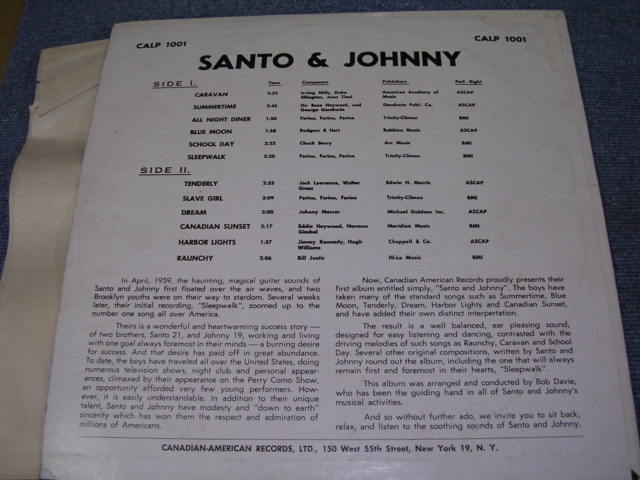 CALP 1001
CALP 1001
SANTO & JOHNNY
SIDE I. Time Composers Publishers Perf. Right
CARAVAN 2:22 Irving Mills, Duke Ellington, Juan Tizol American Academy of Music ASCAP
SUMMERTIME 2:45 Du Bose Heyward, and George Gershwin Gershwin Publ. Co. ASCAP
ALL NIGHT DINER Farina, Farina, Farina Trinity-Climax BMI
BLUE MOON Rodgers & Hart Robbins Music ASCAP
SCHOOL DAY 2:23 Chuck Berry Arc Music BMI
SLEEPWALK 2:20 Farina, Farina, Farina Trinity-Climax BMI
SIDE II.
TENDERLY 2:23 Jack Lawrence, Walter Gross Edwin H. Morris ASCAP
SLAVE GIRL 2:09 Farina, Farina, Farina Trinity-Climax BMI
DREAM 2:00 Johnny Mercer Michael Goldsen Inc. ASCAP
CANADIAN SUNSET 2:17 Eddie Heywood, Norman Gimbel Meridian Music BMI
HARBOR LIGHTS 1:57 Jimmy Kennedy, Hugh Williams Chappell & Co. ASCAP
RAUNCHY 2:06 Bill Justis Hi-Lo Music BMI
In April, 1959, the haunting, magical guitar sounds of
Santo and Johnny first floated over the air waves, and two
Brooklyn youths were on their way to stardom. Several weeks
later, their initial recording, "Sleepwalk", zoomed up to the
number one song all over America.
Theirs is a wonderful and heartwarming success story —
of two brothers, Santo 21, and Johnny 19, working and living
with one goal always foremost in their minds — a burning desire
for success. And that desire has paid off in great abundance.
To date, the boys have traveled all over the United States, doing
numerous television shows, night club and personal appear-
ances, climaxed by their appearance on the Perry Como Show,
an opportunity afforded very few young performers. How-
ever, it is easily understandable. In addition to their unique
talent, Santo and Johnny have modesty and "down to earth"
sincerity which has won them the respect and admiration of
millions of Americans.
Now, Canadian American Records proudly presents their
first album entitled simply, "Santo and Johnny". The boys have
taken many of the standard songs such as Summertime, Blue
Moon, Tenderly, Dream, Harbor Lights and Canadian Sunset,
and have added their own distinct interpertation.
The result is a well balanced, ear pleasing sound,
designed for easy listening and dancing, contrasted with the
driving melodies of such songs as Raunchy, Caravan and School
Day. Several other original compositions, written by Santo and
Johnny round out the album, including the one that will always
remain first and foremost in their hearts, "Sleepwalk".
This album was arranged and conducted by Bob Davie,
who has been the guiding hand in all of Santo and Johnny's
musical activities.
And so without further ado, we invite you to sit back,
relax, and listen to the soothing sounds of Santo and Johnny.
CANADIAN-AMERICAN RECORDS, LTD., 150 West 55th Street, New York 19, N. Y.